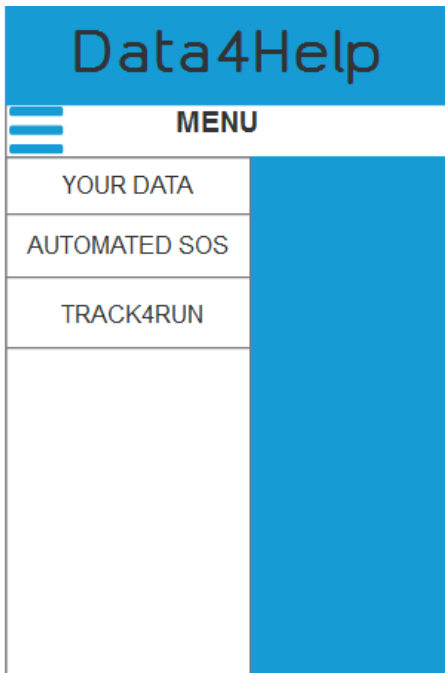 Data4Help
MENU
YOUR DATA
AUTOMATED SOS
TRACK4RUN